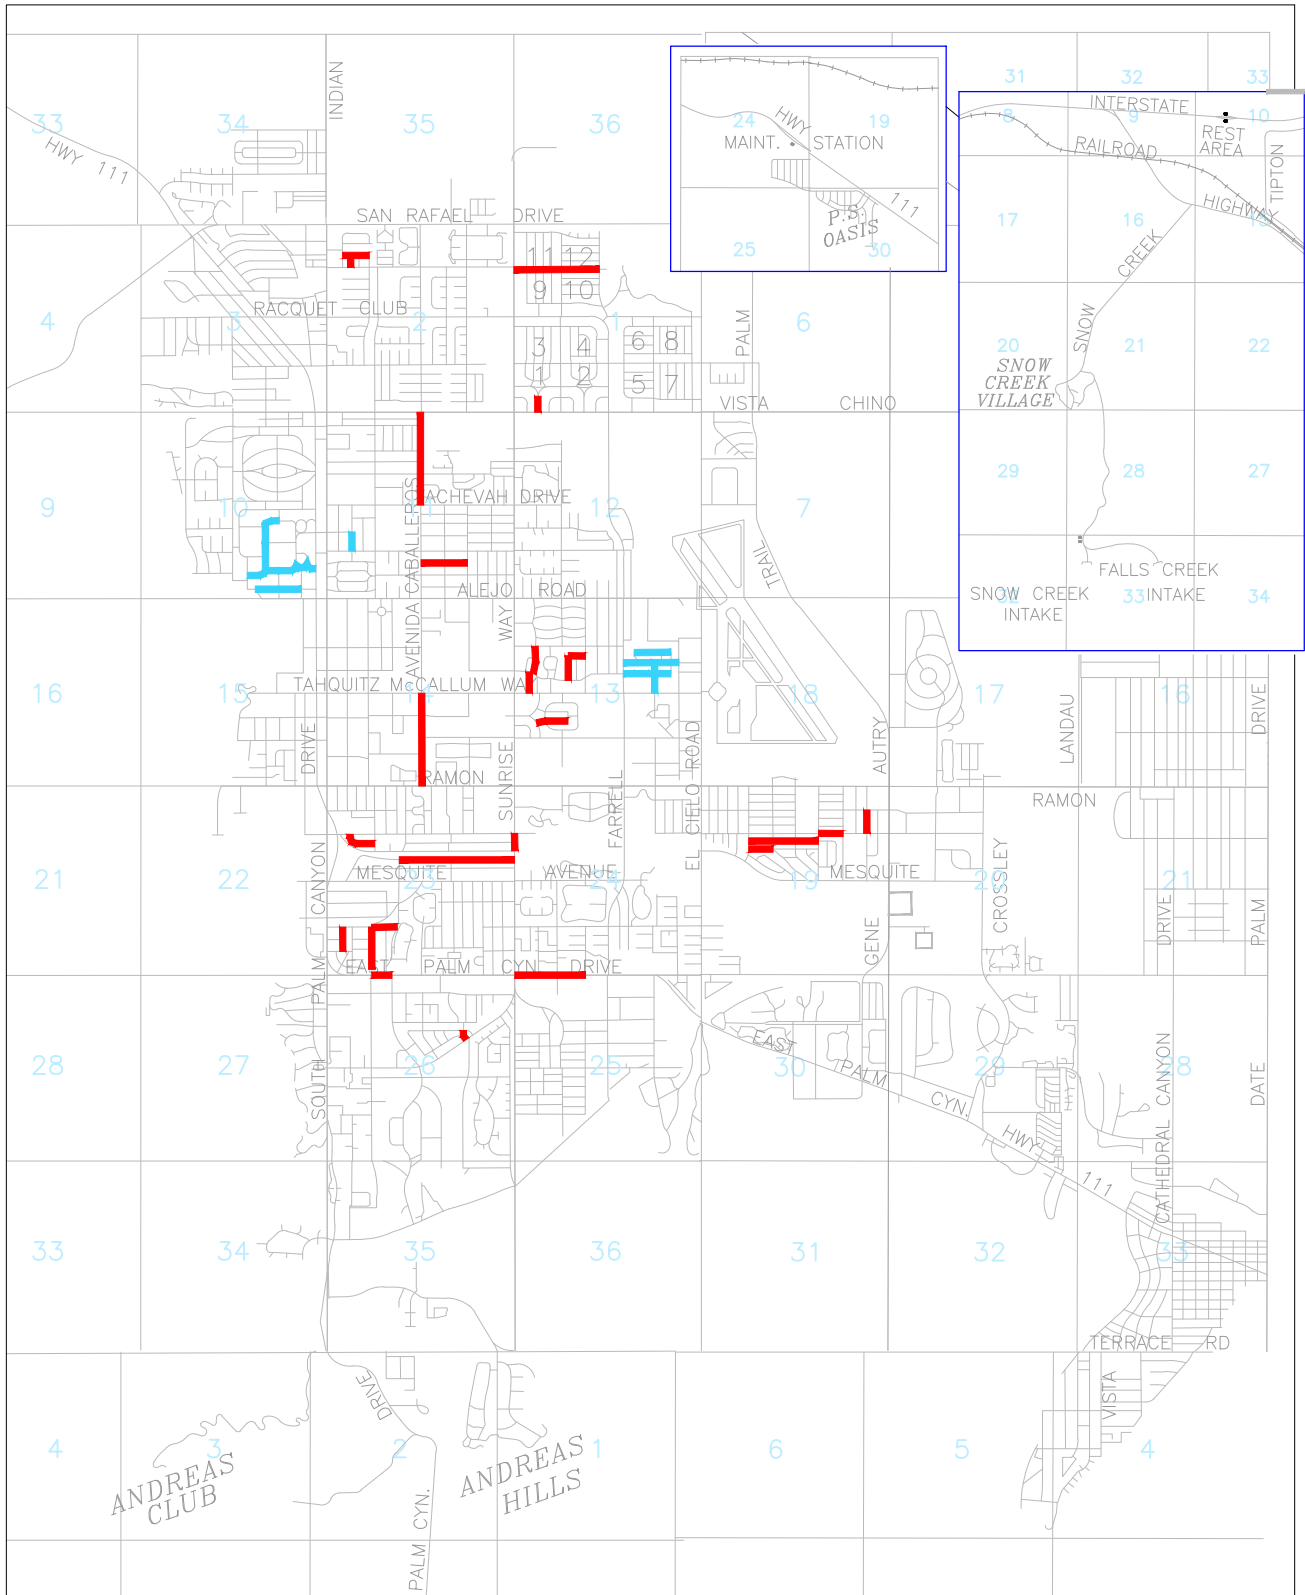 31
32
33
INTERSTATE
8
9
10
REST
AREA
RAILROAD
TIPTON
33
34
35
36
INDIAN
HWY 111
24
19
HWY
MAINT. STATION
111
P.S.
OASIS
25
30
17
16
15
HIGHWAY
CREEK
SNOW
20
21
22
SNOW
CREEK
VILLAGE
29
28
27
FALLS CREEK
INTAKE
SNOW CREEK
INTAKE
32
33
34
SAN RAFAEL DRIVE
11 12
9 10
RACQUET CLUB
4
3
2
1
6
3 4 6 8
1 2 5 7
PALM
VISTA CHINO
9
10
11
12
7
TACHEVAH DRIVE
AVENIDA CABALLEROS
TRAIL
ALEJO ROAD
WAY
16
15
14
13
18
17
16
TAHQUITZ McCALLUM WAY
DRIVE
SUNRISE
EL CIELO ROAD
AUTRY
LANDAU
DRIVE
RAMON
RAMON
FARRELL
21
22
23
24
19
20
21
MESQUITE AVENUE
MESQUITE
CANYON
CROSSLEY
GENE
DRIVE
PALM
EAST PALM CYN DRIVE
PALM
28
27
26
25
30
29
28
SOUTH
EAST PALM CYN.
HWY 111
CATHEDRAL CANYON
DATE
33
34
35
36
31
32
33
TERRACE RD
VISTA
DRIVE
4
3
2
1
6
5
4
ANDREAS
CLUB
ANDREAS
HILLS
PALM CYN.